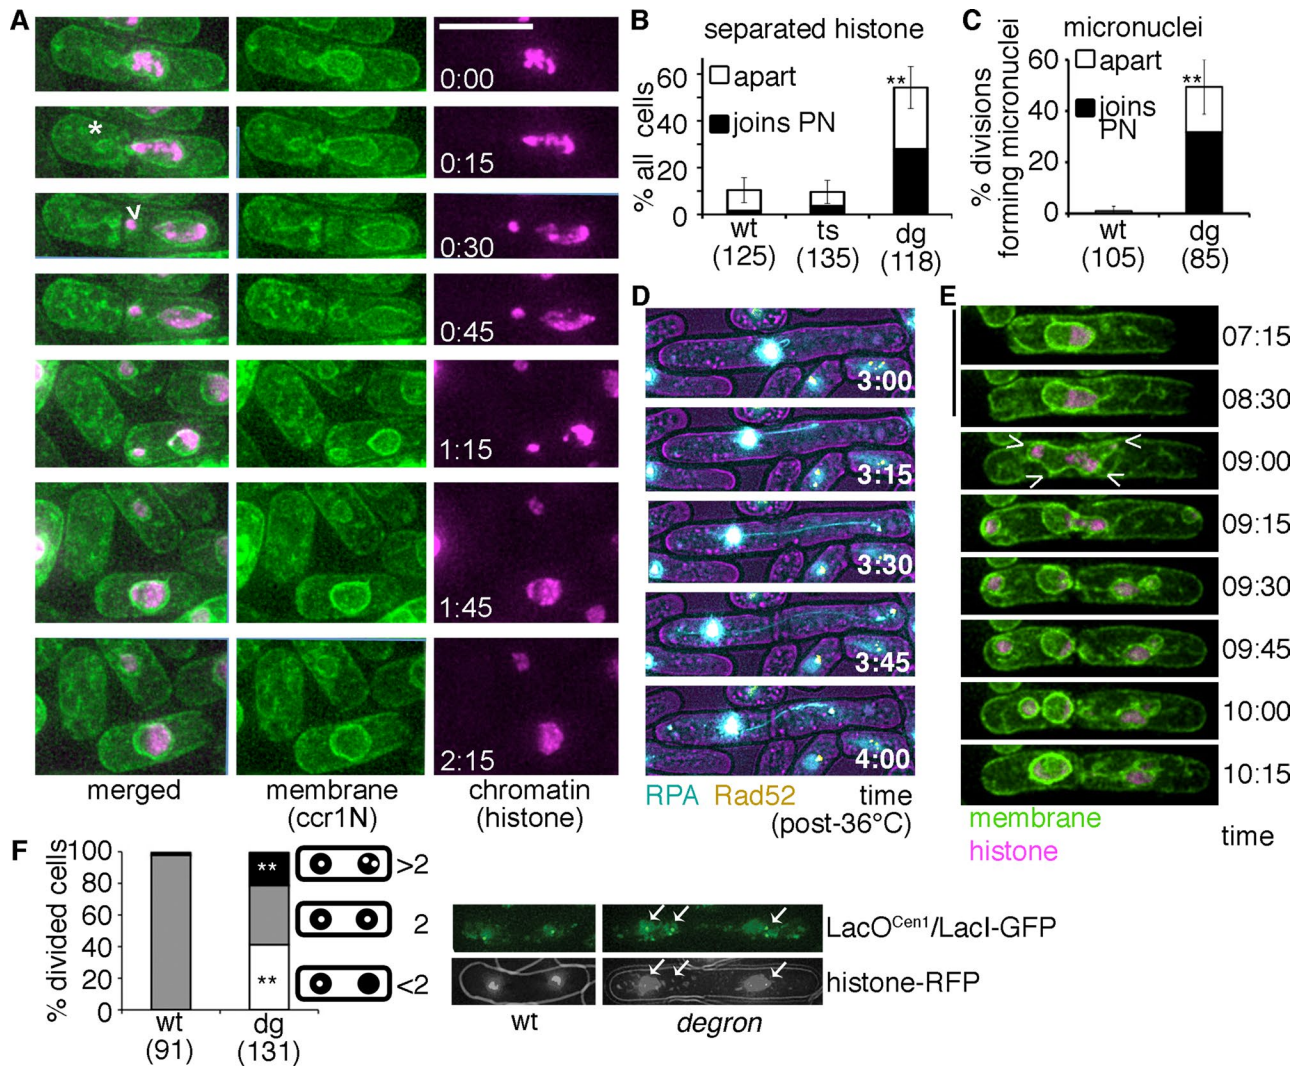 A
0:00
*
0:15
>
0:30
0:45
1:15
1:45
2:15
merged
membrane
(ccr1N)
chromatin
(histone)
B
separated histone
% all cells
60
40
20
0
apart
joins PN
**
wt
(125)
ts
(135)
dg
(118)
C
micronuclei
% divisions
forming micronuclei
60
40
20
0
apart
joins
PN
**
wt
(105)
dg
(85)
D
3:00
3:15
3:30
3:45
4:00
RPA Rad52 time
(post-36°C)
E
07:15
08:30
> <
09:00
> >
09:15
09:30
09:45
10:00
10:15
membrane
histone
time
F
% divided cells
100
80
60
40
20
0
**
**
>2
2
<2
wt
(91)
dg
(131)
LacO^Cen1/LacI-GFP
histone-RFP
wt
degron